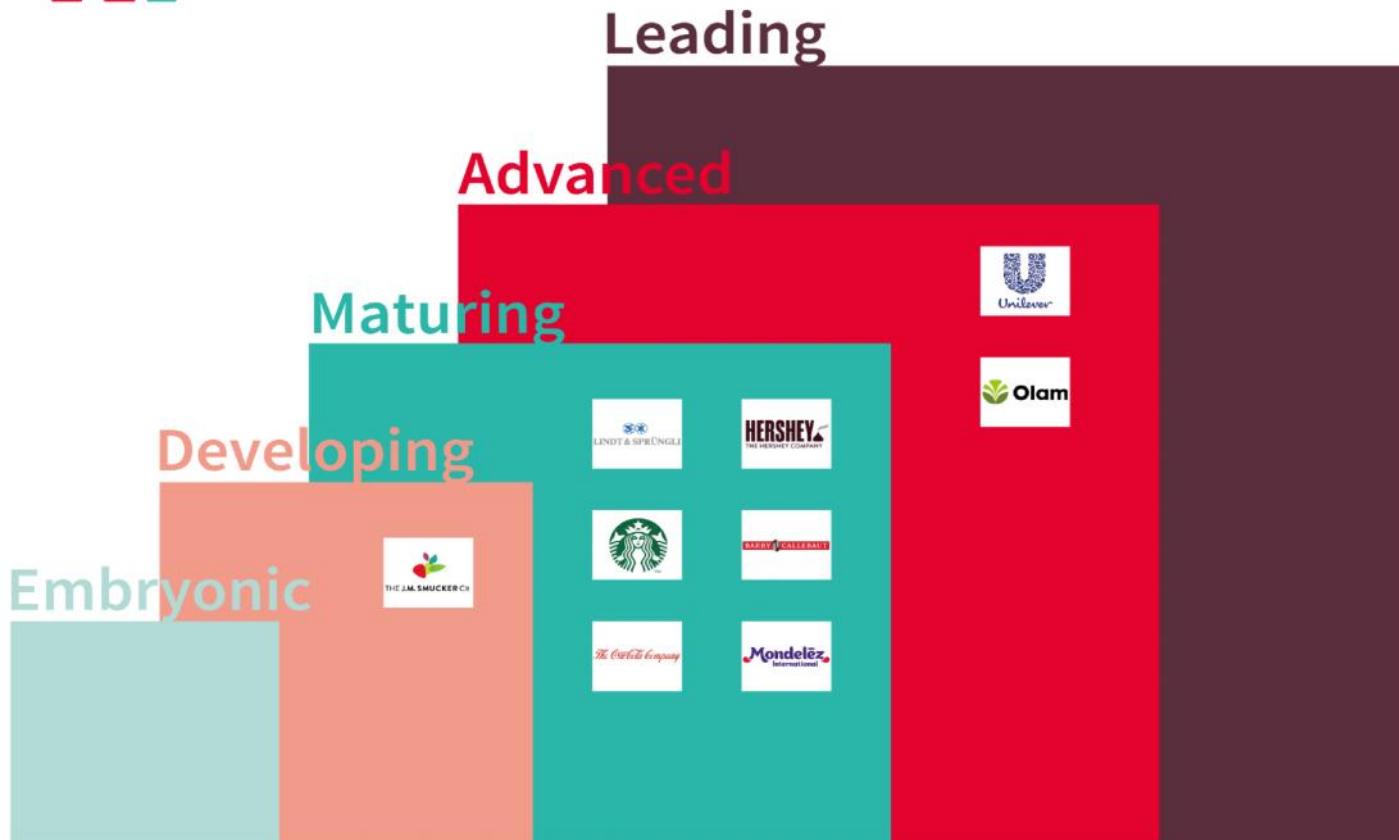 Leading
Advanced
Unilever
Maturing
Olam
LINDT & SPRÜNGLI
HERSHEY
THE HERSHEY COMPANY
Developing
BARRY CALLEBAUT
THE J.M. SMUCKER Co
Embryonic
The Coca-Cola Company
Mondelēz
International